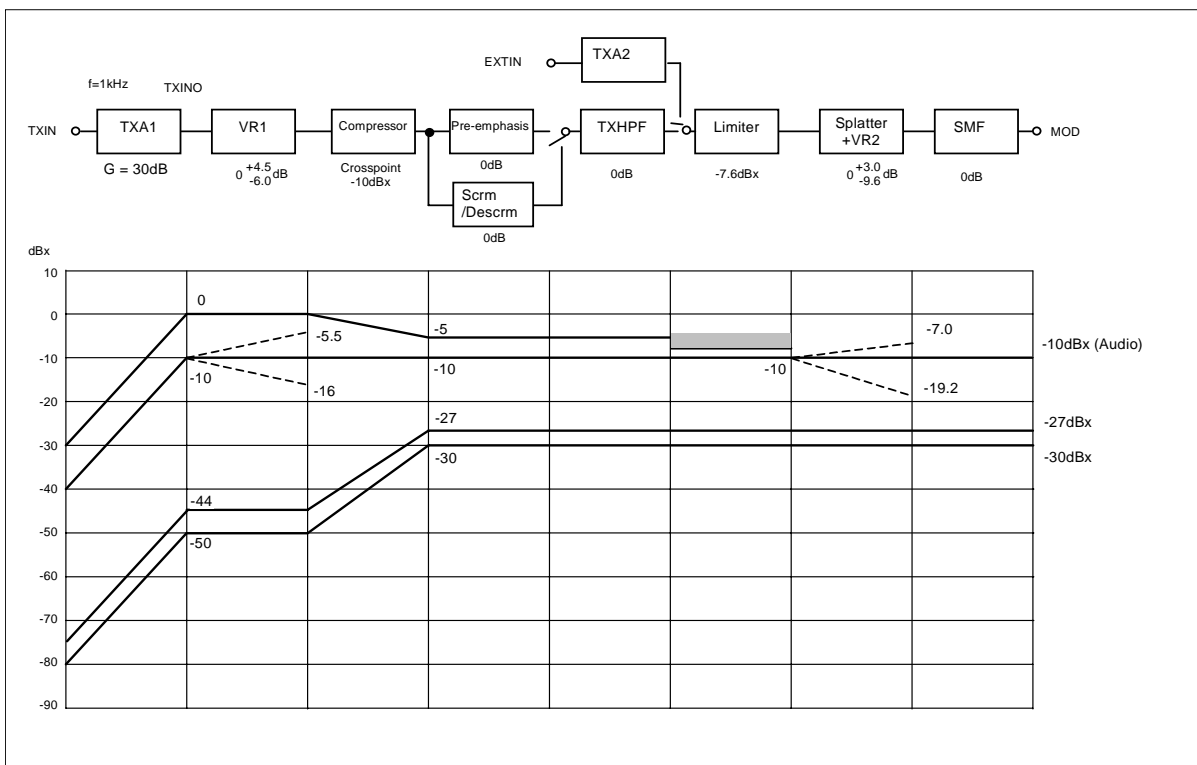 EXTIN
TXA2
f=1kHz
TXINO
TXIN
TXA1
VR1
Compressor
Pre-emphasis
TXHPF
Limiter
Splatter
+VR2
SMF
MOD
G = 30dB
0 +4.5 -6.0 dB
Crosspoint
-10dBx
0dB
0dB
-7.6dBx
0 +3.0 -9.6 dB
0dB
Scrm
/Descrm
0dB
dBx
10
0
-10
-20
-30
-40
-50
-60
-70
-80
-90
0
-5.5
-5
-7.0
-10dBx (Audio)
-10
-10
-10
-16
-19.2
-27
-27dBx
-30
-30dBx
-44
-50